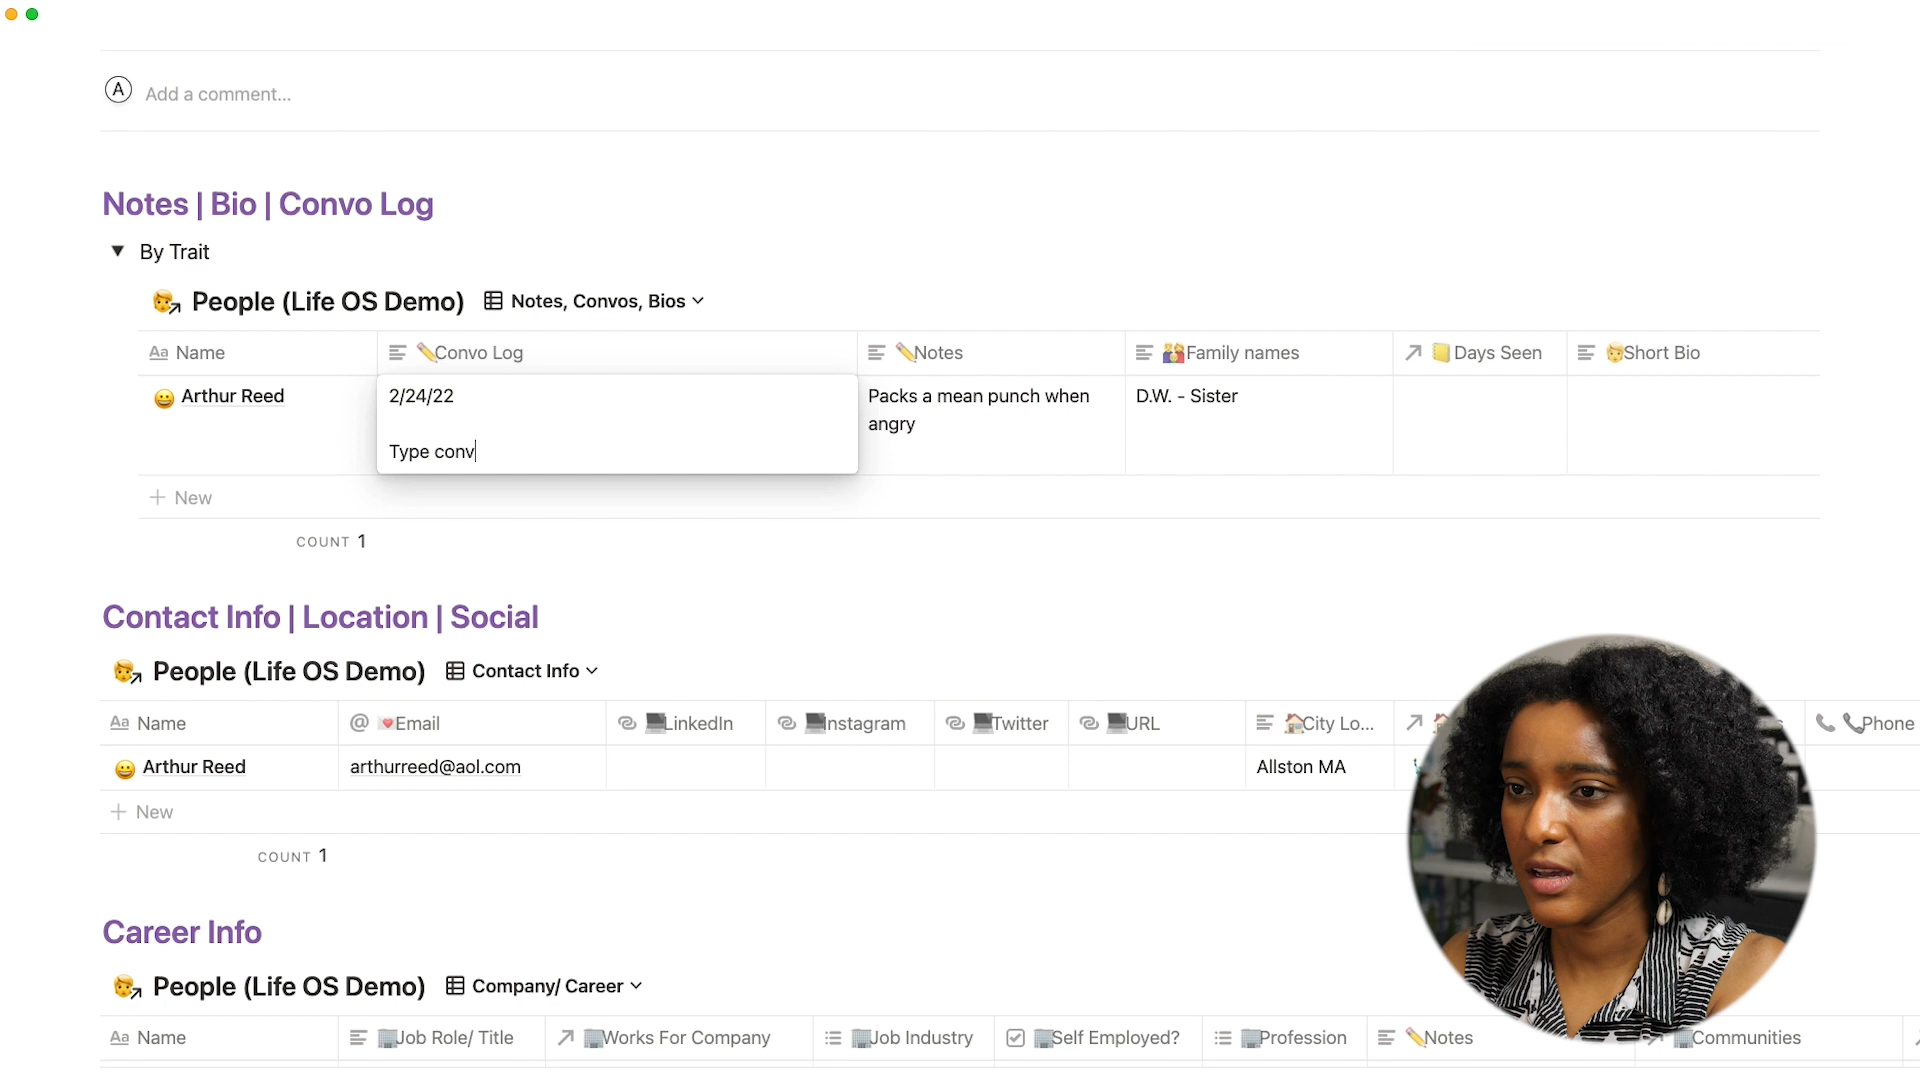 A Add a comment...
Notes | Bio | Convo Log
By Trait
People (Life OS Demo) Notes, Convos, Bios
Aa Name Convo Log Notes Family names Days Seen Short Bio
Arthur Reed 2/24/22 Packs a mean punch when D.W. - Sister
angry
Type conv
New
COUNT 1
Contact Info | Location | Social
People (Life OS Demo) Contact Info
Aa Name @ Email LinkedIn Instagram Twitter URL City Lo... Phone
Arthur Reed arthurreed@aol.com Allston MA
New
COUNT 1
Career Info
People (Life OS Demo) Company/ Career
Aa Name Job Role/ Title Works For Company Job Industry Self Employed? Profession Notes Communities